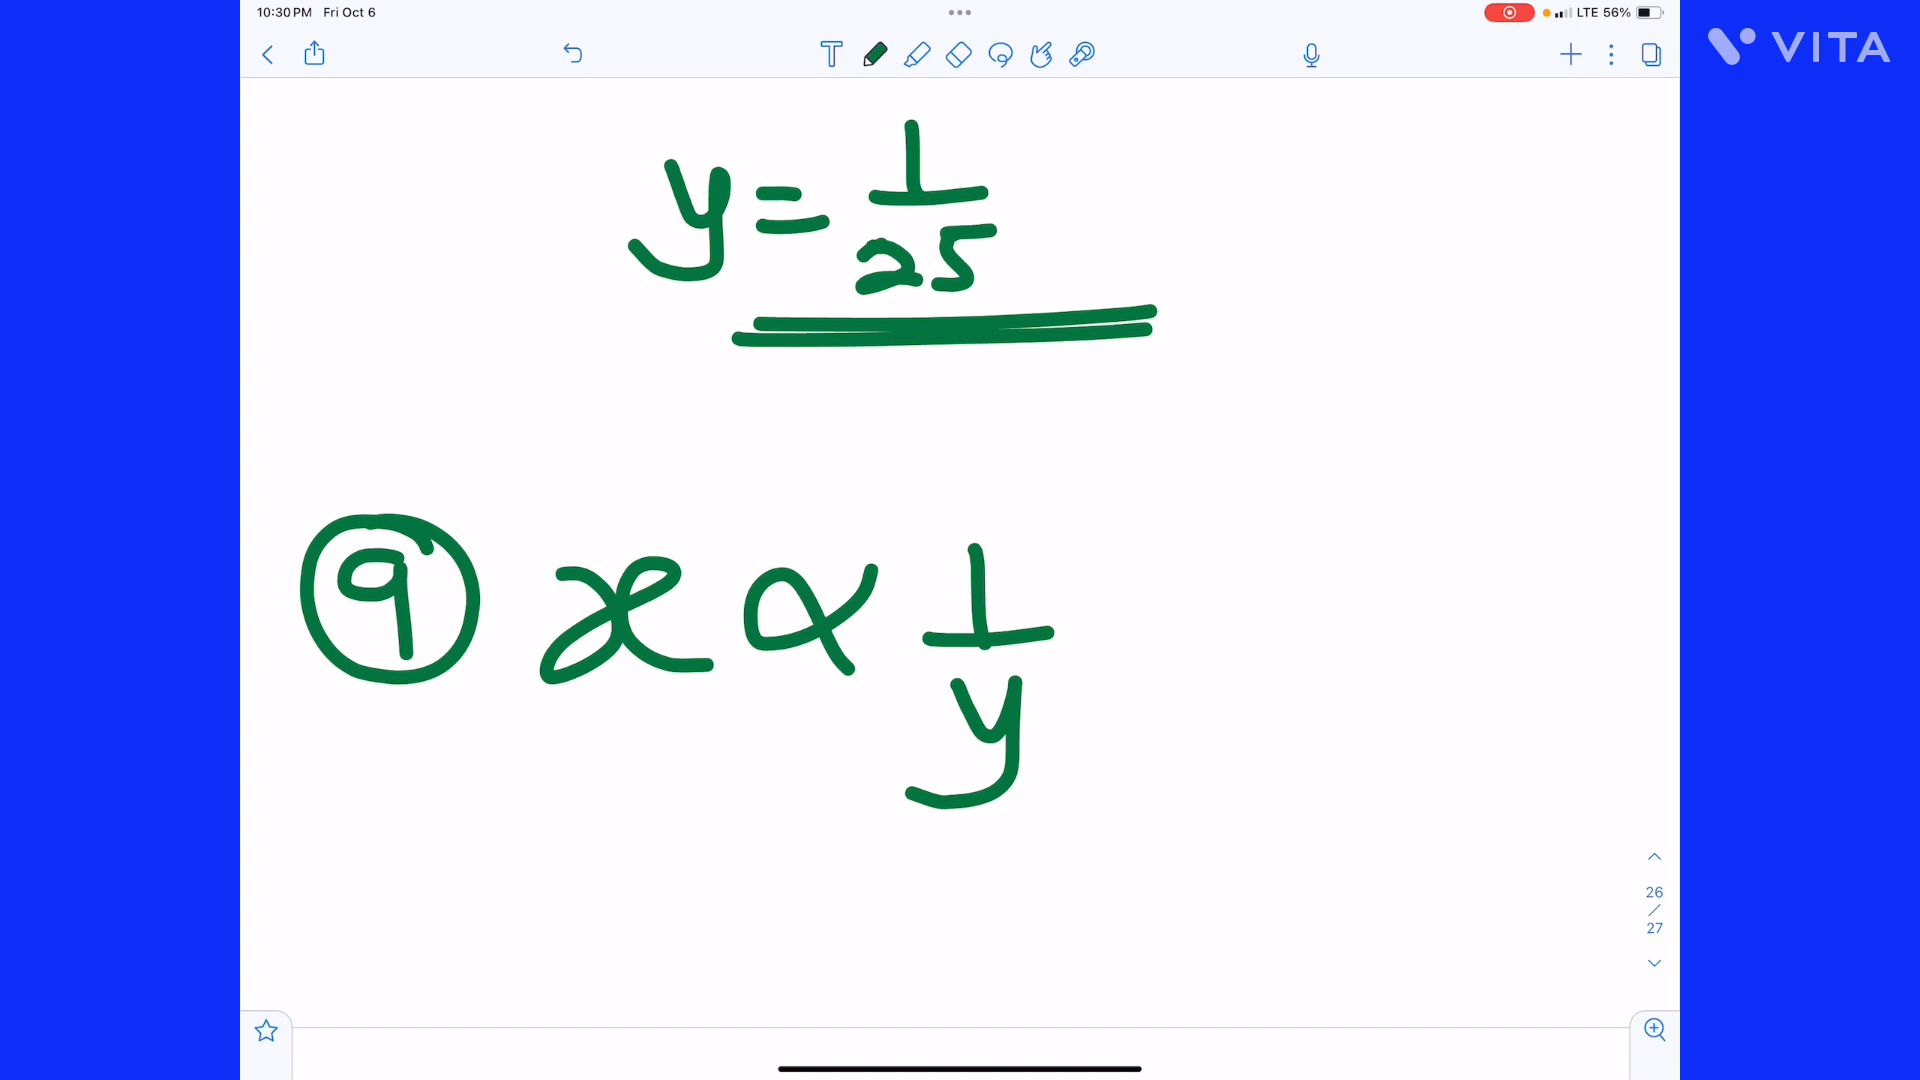 10:30 PM Fri Oct 6
LTE 56%
VITA
y = 1/25
9 x ∝ 1/y
26
/
27